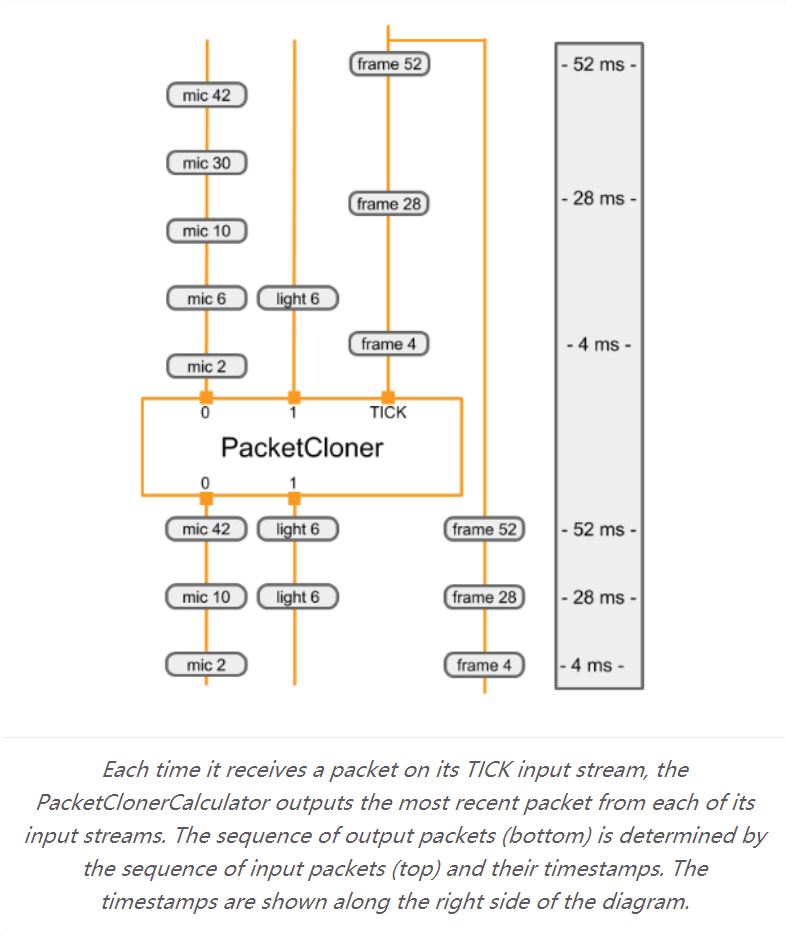 frame 52
- 52 ms -
mic 42
mic 30
frame 28
- 28 ms -
mic 10
mic 6
light 6
frame 4
- 4 ms -
mic 2
0
1
TICK
PacketCloner
0
1
mic 42
light 6
frame 52
- 52 ms -
mic 10
light 6
frame 28
- 28 ms -
mic 2
frame 4
- 4 ms -
Each time it receives a packet on its TICK input stream, the
PacketClonerCalculator outputs the most recent packet from each of its
input streams. The sequence of output packets (bottom) is determined by
the sequence of input packets (top) and their timestamps. The
timestamps are shown along the right side of the diagram.